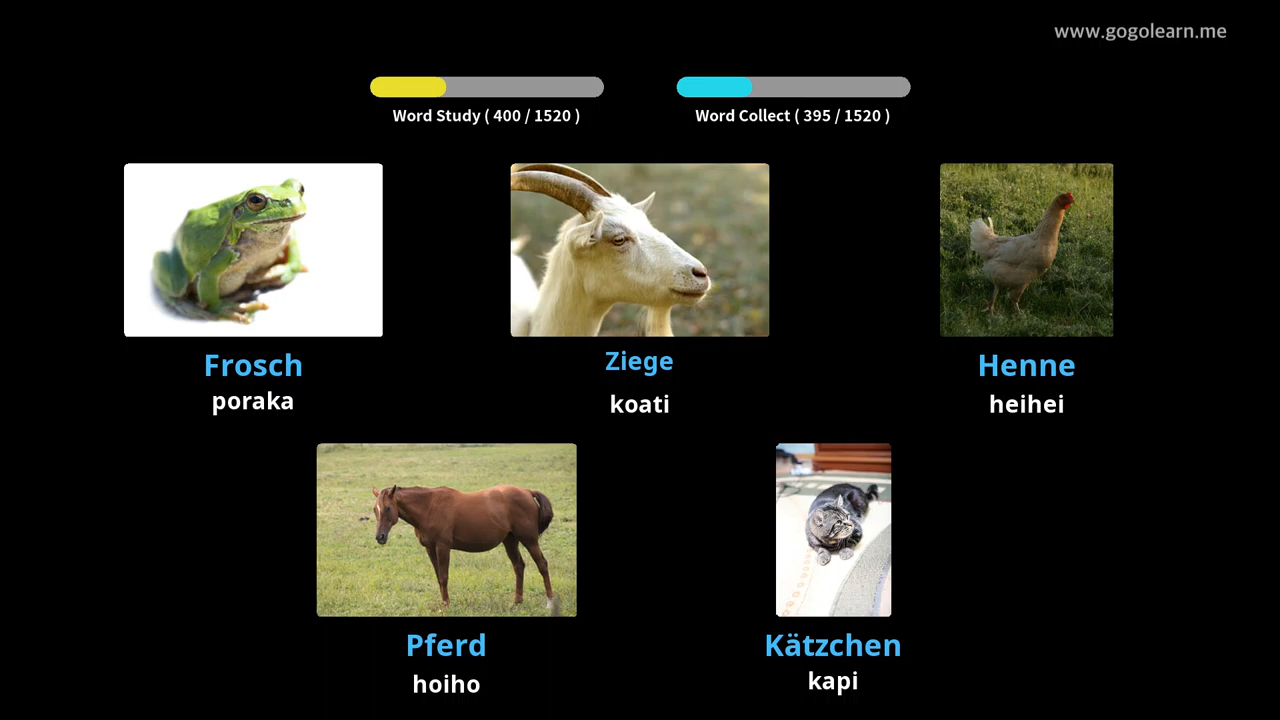 www.gogolearn.me
Word Study ( 400 / 1520 )
Word Collect ( 395 / 1520 )
Frosch
poraka
Ziege
koati
Henne
heihei
Pferd
hoiho
Kätzchen
kapi